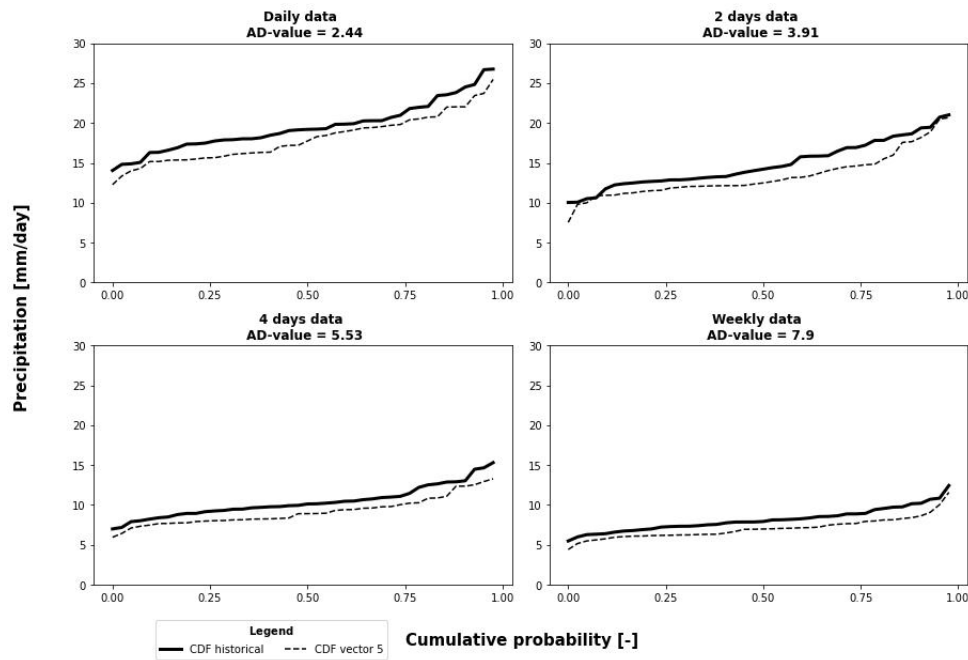 Daily data
AD-value = 2.44
2 days data
AD-value = 3.91
30
25
20
15
10
5
0
0.00 0.25 0.50 0.75 1.00
30
25
20
15
10
5
0
0.00 0.25 0.50 0.75 1.00
Precipitation [mm/day]
4 days data
AD-value = 5.53
Weekly data
AD-value = 7.9
30
25
20
15
10
5
0
0.00 0.25 0.50 0.75 1.00
30
25
20
15
10
5
0
0.00 0.25 0.50 0.75 1.00
Legend
CDF historical CDF vector 5
Cumulative probability [-]